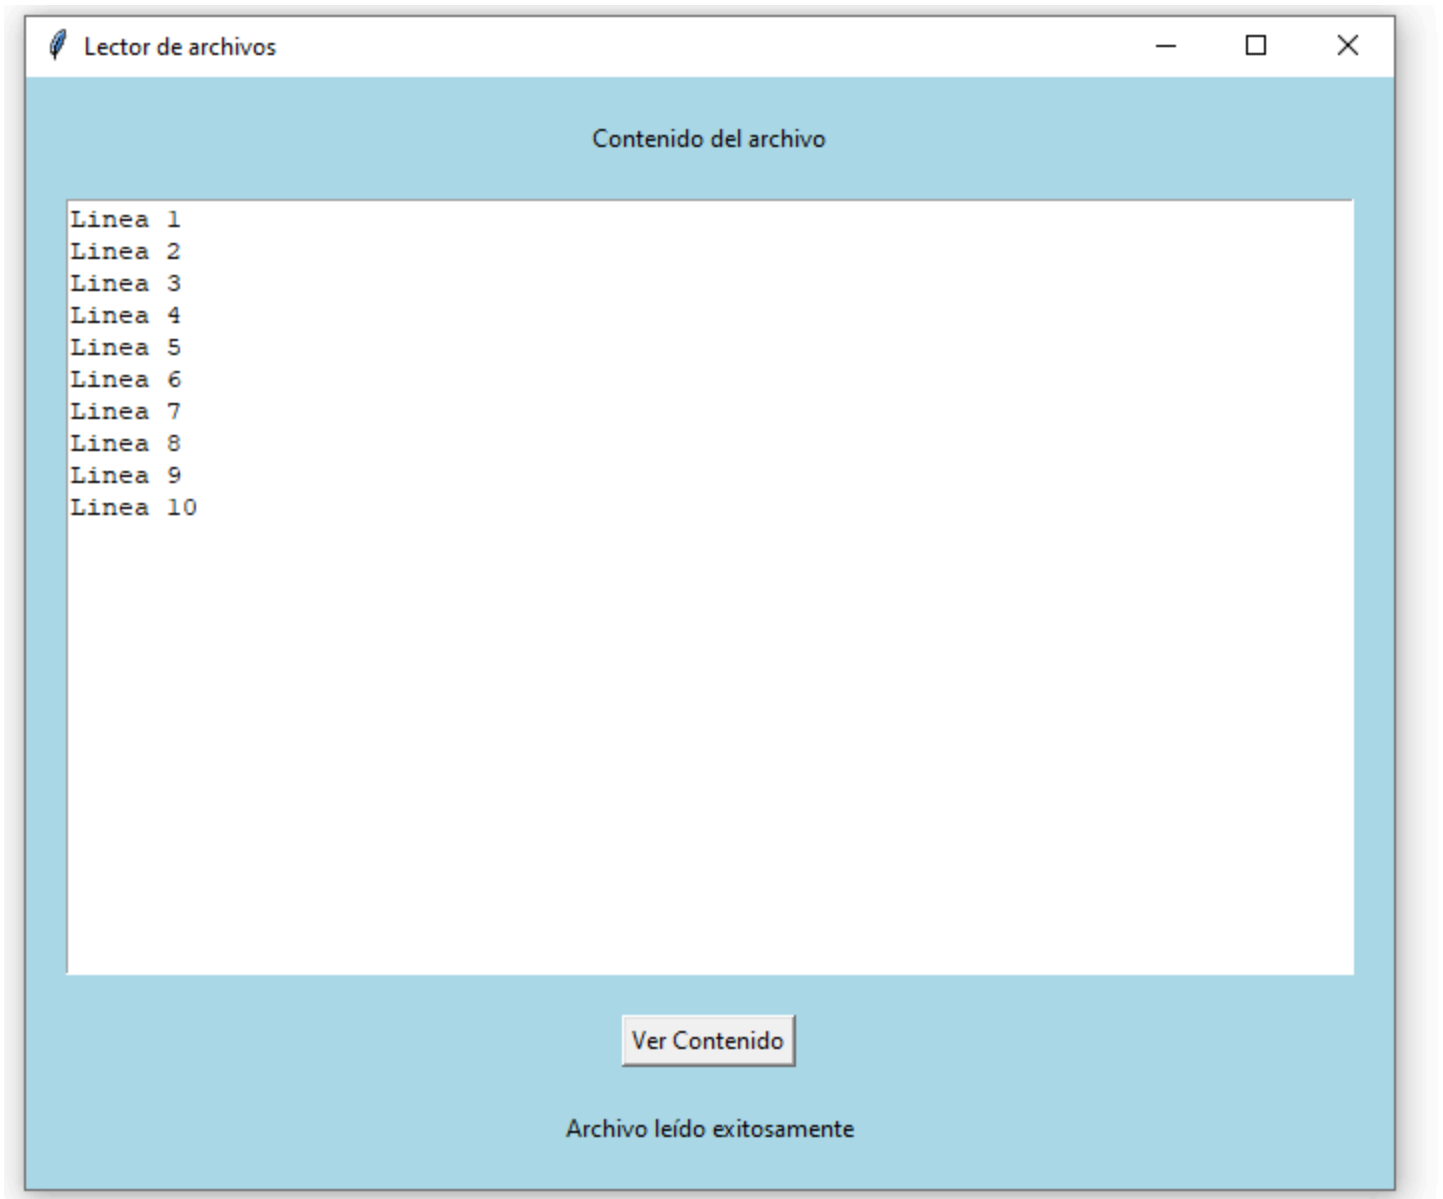 Lector de archivos
Contenido del archivo
Linea 1
Linea 2
Linea 3
Linea 4
Linea 5
Linea 6
Linea 7
Linea 8
Linea 9
Linea 10
Ver Contenido
Archivo leído exitosamente